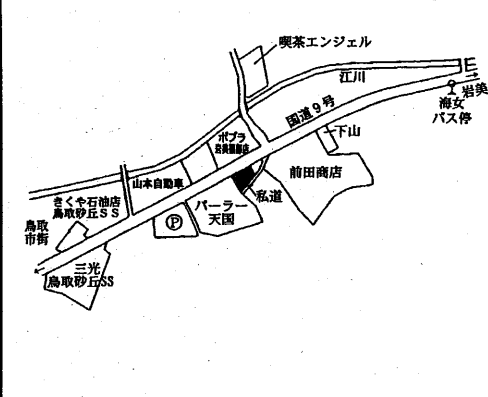 喫茶エンジェル
江川
E
岩美
海女
バス停
国道9号
ポプラ
一下山
山本自動車
前田商店
私道
きくや石油店
鳥取砂丘SS
パーラー
天国
P
鳥取
市街
三光
鳥取砂丘SS